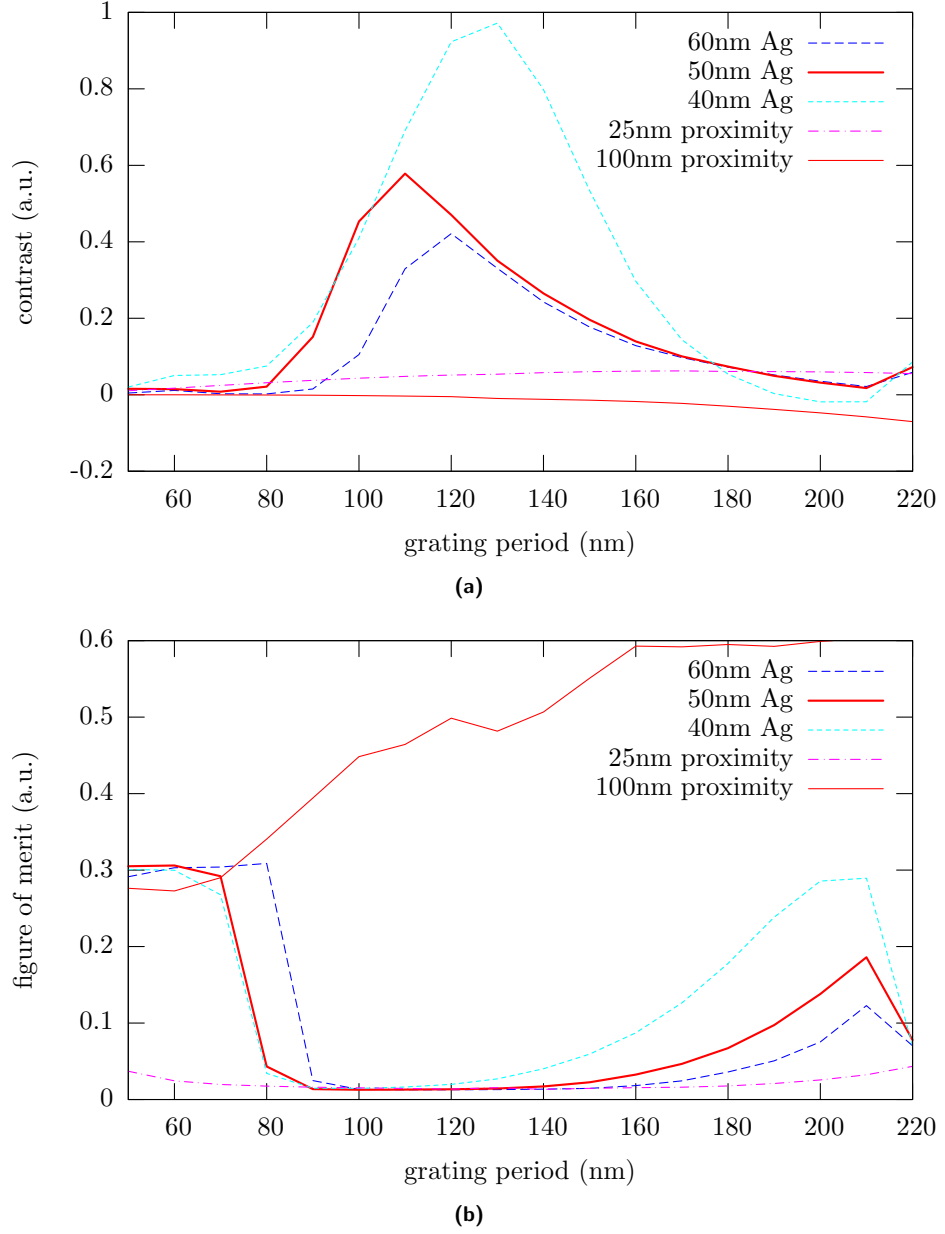 1
0.8
0.6
0.4
0.2
0
-0.2
contrast (a.u.)
60nm Ag
50nm Ag
40nm Ag
25nm proximity
100nm proximity
60 80 100 120 140 160 180 200 220
grating period (nm)
(a)
0.6
0.5
0.4
0.3
0.2
0.1
0
figure of merit (a.u.)
60nm Ag
50nm Ag
40nm Ag
25nm proximity
100nm proximity
60 80 100 120 140 160 180 200 220
grating period (nm)
(b)